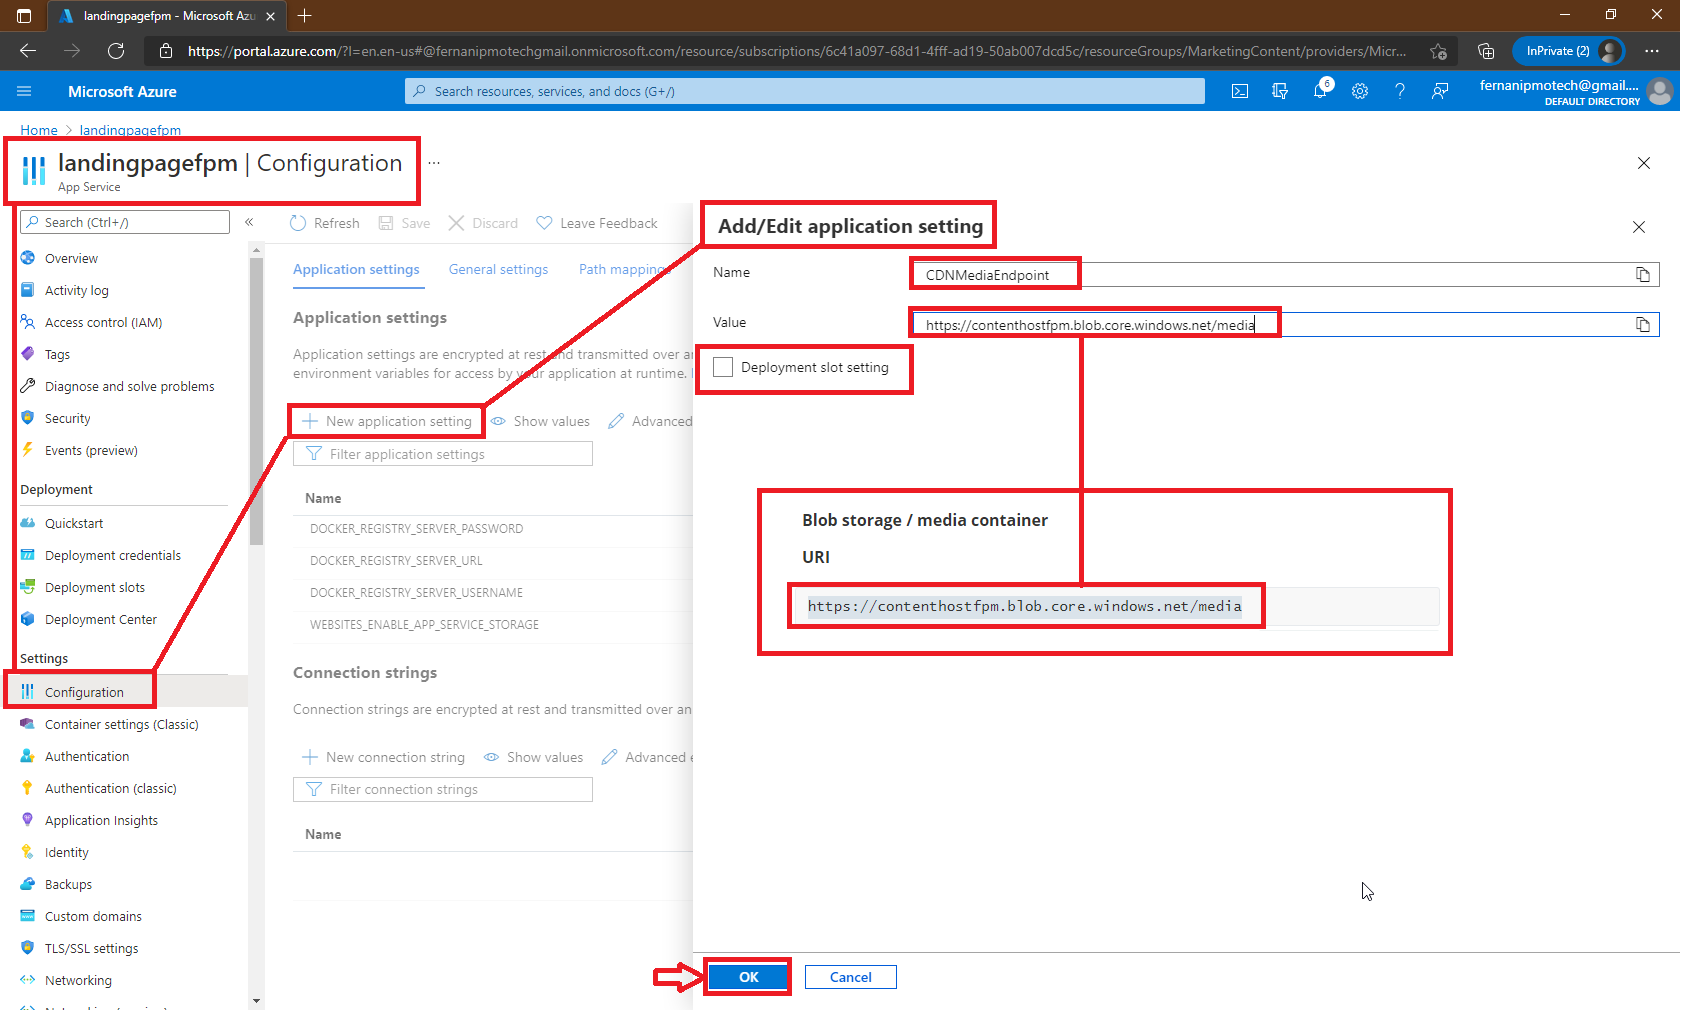 landingpagefpm - Microsoft Azu
https://portal.azure.com/?l=en.en-us#@fernanipmotechgmail.onmicrosoft.com/resource/subscriptions/6c41a097-68d1-4fff-ad19-50ab007dcd5c/resourceGroups/MarketingContent/providers/Micr...
InPrivate (2)
Microsoft Azure
Search resources, services, and docs (G+/)
6
fernanipmotech@gmail....
DEFAULT DIRECTORY
Home > landingpagefpm
landingpagefpm | Configuration
...
App Service
Search (Ctrl+/)
«
Overview
Activity log
Access control (IAM)
Tags
Diagnose and solve problems
Security
Events (preview)
Deployment
Quickstart
Deployment credentials
Deployment slots
Deployment Center
Settings
Configuration
Container settings (Classic)
Authentication
Authentication (classic)
Application Insights
Identity
Backups
Custom domains
TLS/SSL settings
Networking
Refresh
Save
Discard
Leave Feedback
Application settings
General settings
Path mappings
Application settings
Application settings are encrypted at rest and transmitted over an
environment variables for access by your application at runtime.
New application setting
Show values
Advanced
Filter application settings
Name
DOCKER_REGISTRY_SERVER_PASSWORD
DOCKER_REGISTRY_SERVER_URL
DOCKER_REGISTRY_SERVER_USERNAME
WEBSITES_ENABLE_APP_SERVICE_STORAGE
Connection strings
Connection strings are encrypted at rest and transmitted over an
New connection string
Show values
Advanced e
Filter connection strings
Name
Add/Edit application setting
Name
CDNMediaEndpoint
Value
https://contenthostfpm.blob.core.windows.net/media
Deployment slot setting
Blob storage / media container
URI
https://contenthostfpm.blob.core.windows.net/media
OK
Cancel